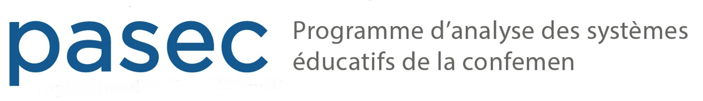 pasec
Programme d’analyse des systèmes
éducatifs de la confemen